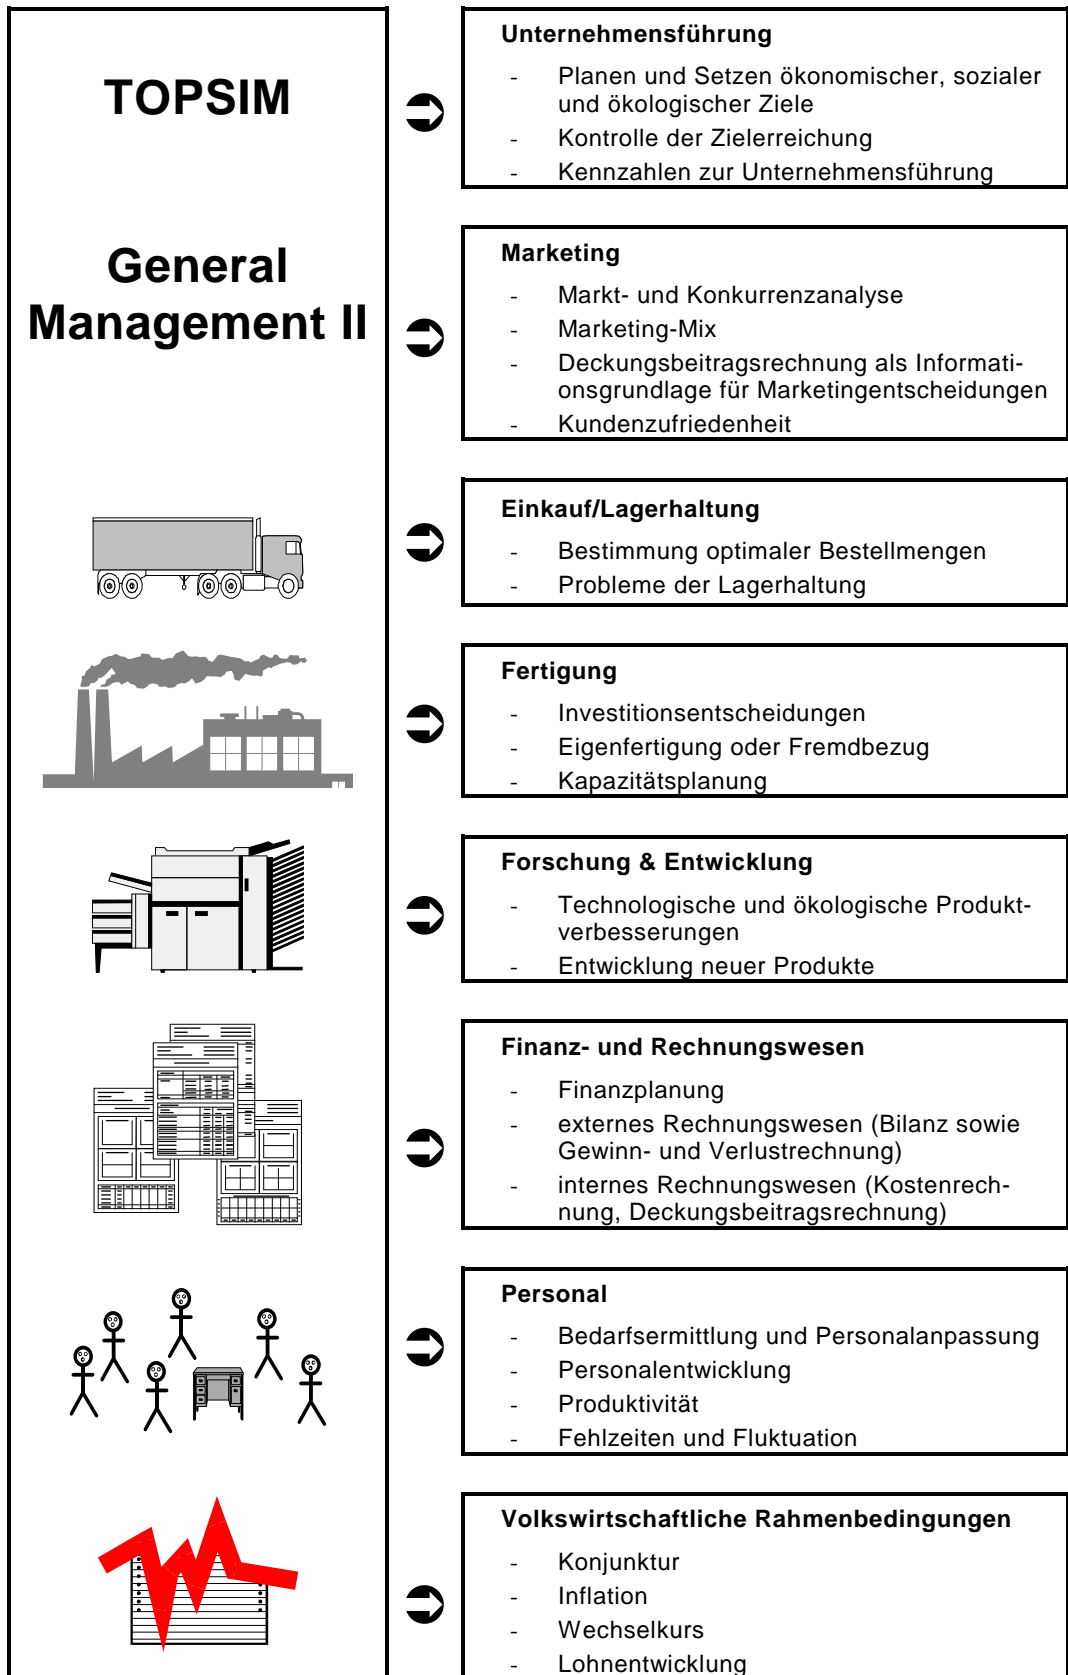 TOPSIM
General
Management II
Unternehmensführung
- Planen und Setzen ökonomischer, sozialer
und ökologischer Ziele
- Kontrolle der Zielerreichung
- Kennzahlen zur Unternehmensführung
Marketing
- Markt- und Konkurrenzanalyse
- Marketing-Mix
- Deckungsbeitragsrechnung als Informati-
onsgrundlage für Marketingentscheidungen
- Kundenzufriedenheit
Einkauf/Lagerhaltung
- Bestimmung optimaler Bestellmengen
- Probleme der Lagerhaltung
Fertigung
- Investitionsentscheidungen
- Eigenfertigung oder Fremdbezug
- Kapazitätsplanung
Forschung & Entwicklung
- Technologische und ökologische Produkt-
verbesserungen
- Entwicklung neuer Produkte
Finanz- und Rechnungswesen
- Finanzplanung
- externes Rechnungswesen (Bilanz sowie
Gewinn- und Verlustrechnung)
- internes Rechnungswesen (Kostenrech-
nung, Deckungsbeitragsrechnung)
Personal
- Bedarfsermittlung und Personalanpassung
- Personalentwicklung
- Produktivität
- Fehlzeiten und Fluktuation
Volkswirtschaftliche Rahmenbedingungen
- Konjunktur
- Inflation
- Wechselkurs
- Lohnentwicklung